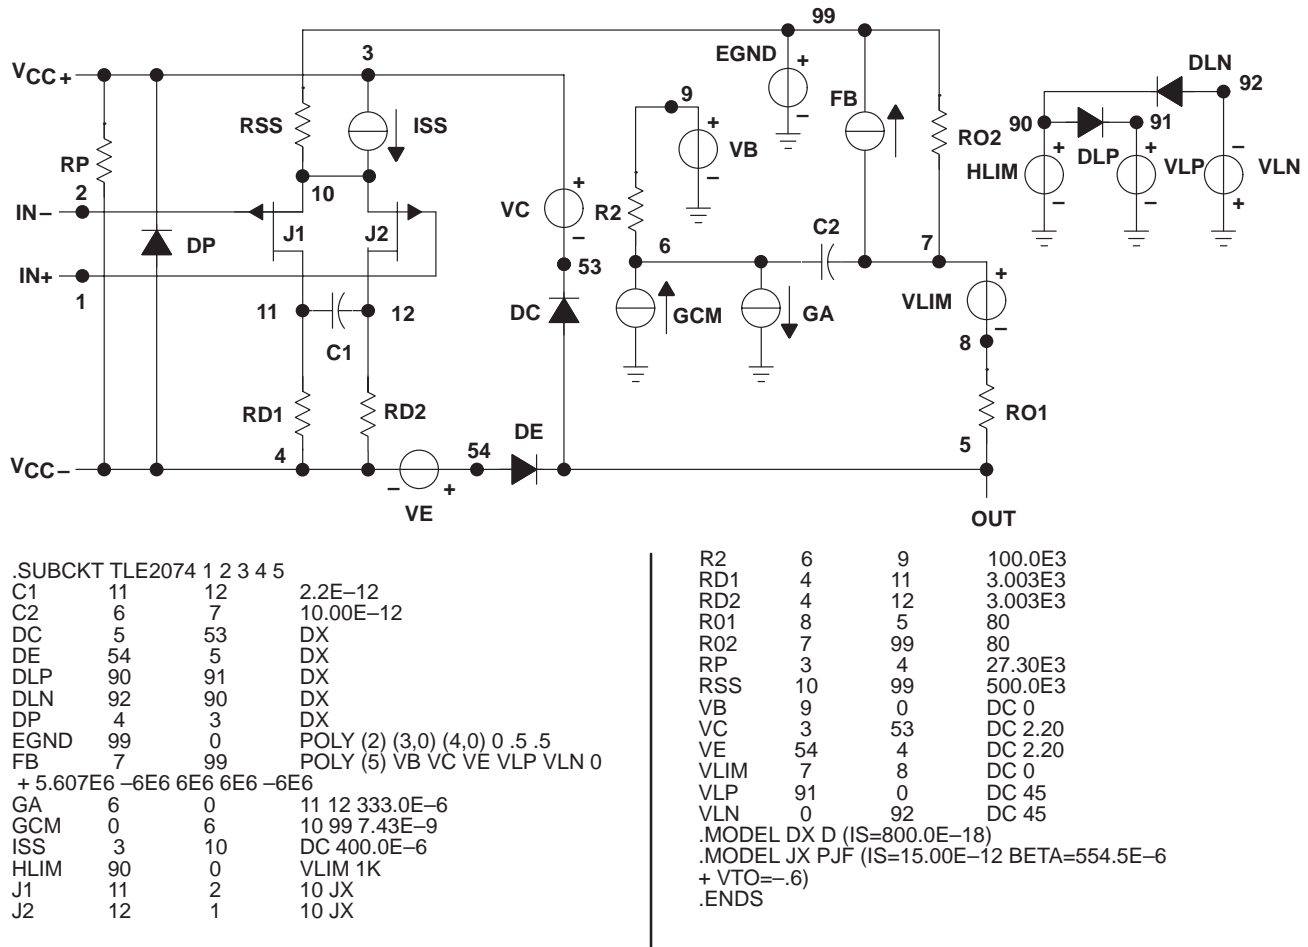 99
3
EGND
+
DLN
VCC+
9
92
FB
RSS
ISS
+
–
90
91
VB
RO2
RP
–
+
DLP
+
–
HLIM
VLP
VLN
2
10
+
–
–
+
IN–
VC
R2
C2
J1
J2
–
6
7
DP
IN+
53
+
1
VLIM
11
12
DC
GCM
GA
–
8
C1
RD1
RD2
RO1
DE
54
5
4
VCC–
–
+
VE
OUT
.SUBCKT TLE2074 1 2 3 4 5
C1 11 12 2.2E–12
C2 6 7 10.00E–12
DC 5 53 DX
DE 54 5 DX
DLP 90 91 DX
DLN 92 90 DX
DP 4 3 DX
EGND 99 0 POLY (2) (3,0) (4,0) 0 .5 .5
FB 7 99 POLY (5) VB VC VE VLP VLN 0
+ 5.607E6 –6E6 6E6 6E6 –6E6
GA 6 0 11 12 333.0E–6
GCM 0 6 10 99 7.43E–9
ISS 3 10 DC 400.0E–6
HLIM 90 0 VLIM 1K
J1 11 2 10 JX
J2 12 1 10 JX
R2 6 9 100.0E3
RD1 4 11 3.003E3
RD2 4 12 3.003E3
R01 8 5 80
R02 7 99 80
RP 3 4 27.30E3
RSS 10 99 500.0E3
VB 9 0 DC 0
VC 3 53 DC 2.20
VE 54 4 DC 2.20
VLIM 7 8 DC 0
VLP 91 0 DC 45
VLN 0 92 DC 45
.MODEL DX D (IS=800.0E–18)
.MODEL JX PJF (IS=15.00E–12 BETA=554.5E–6
+ VTO=–.6)
.ENDS